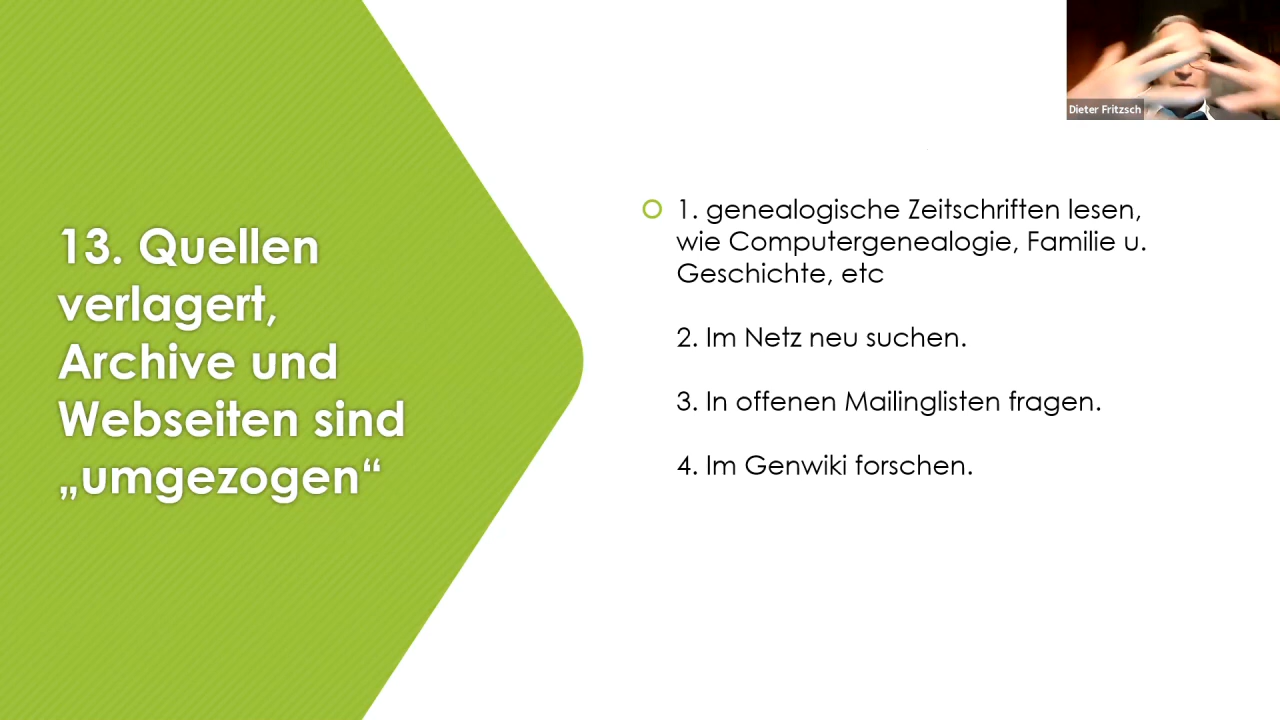 13. Quellen
verlagert,
Archive und
Webseiten sind
„umgezogen“
1. genealogische Zeitschriften lesen,
wie Computergenealogie, Familie u.
Geschichte, etc
2. Im Netz neu suchen.
3. In offenen Mailinglisten fragen.
4. Im Genwiki forschen.
Dieter Fritzsch